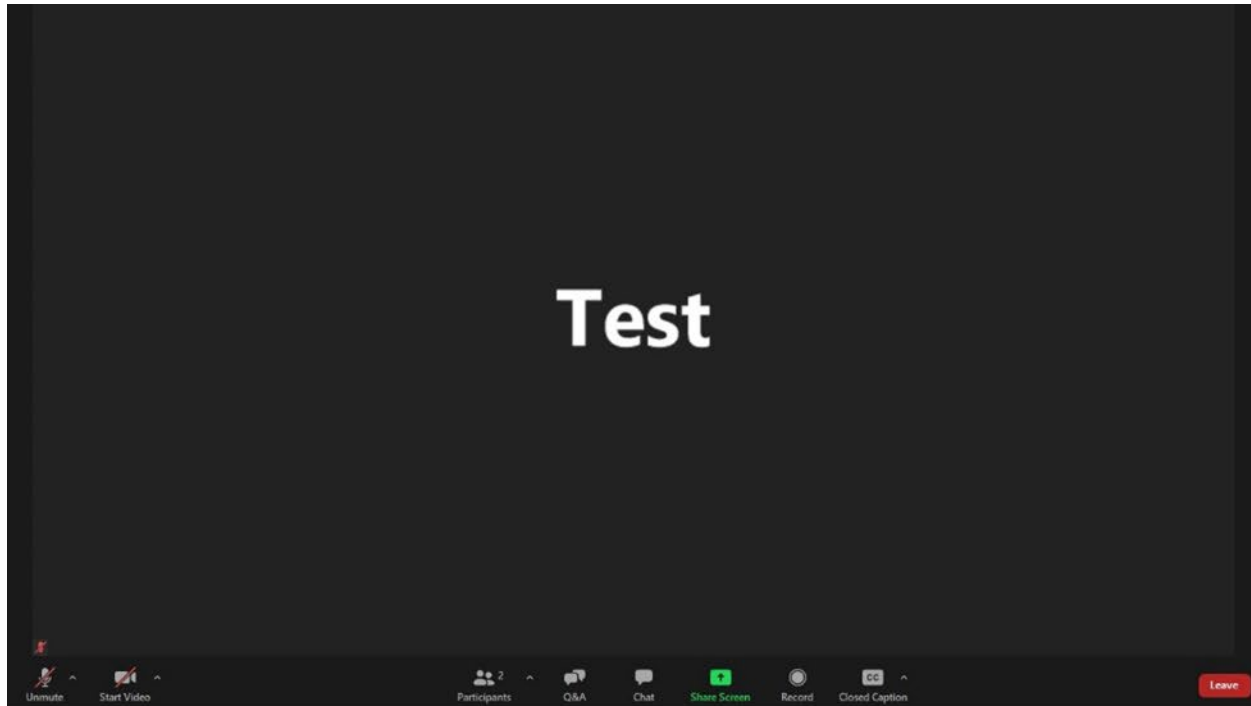 Test
2
Unmute
Start Video
Participants
Q&A
Chat
Share Screen
Record
CC
Closed Caption
Leave